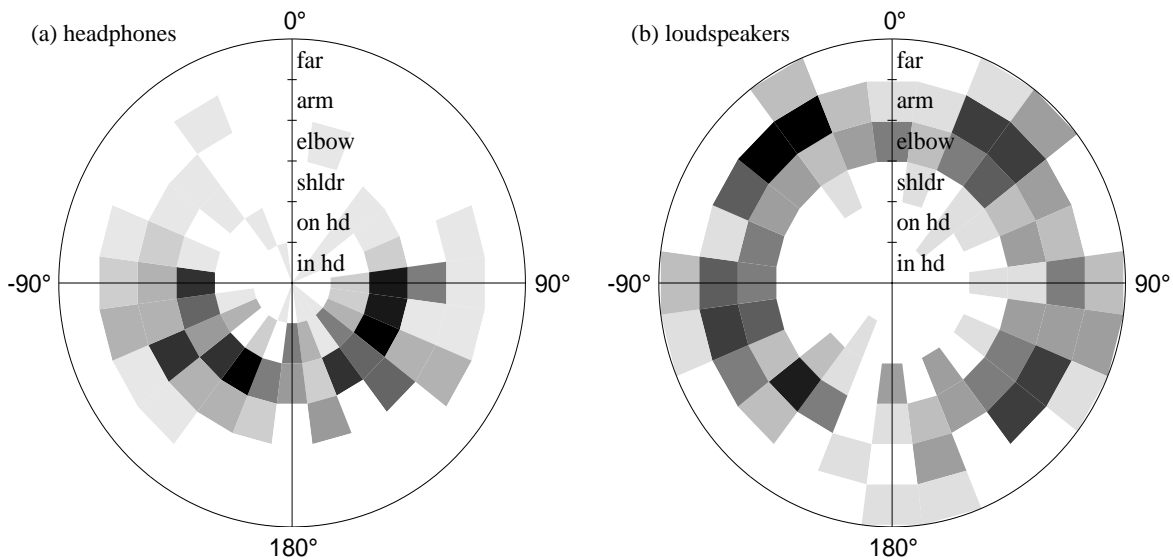 (a) headphones
0°
far
arm
elbow
shldr
on hd
in hd
-90°
90°
180°
(b) loudspeakers
0°
far
arm
elbow
shldr
on hd
in hd
-90°
90°
180°